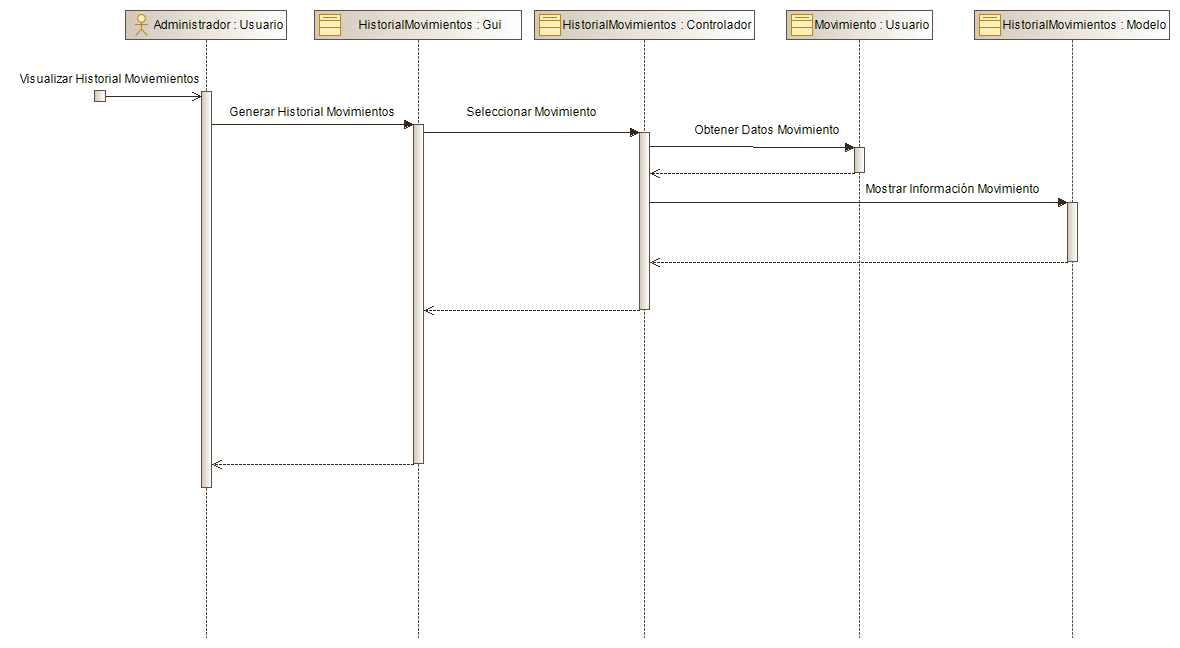 Administrador : Usuario
HistorialMovimientos : Gui
HistorialMovimientos : Controlador
Movimiento : Usuario
HistorialMovimientos : Modelo
Visualizar Historial Moviemientos
Generar Historial Movimientos
Seleccionar Movimiento
Obtener Datos Movimiento
Mostrar Información Movimiento